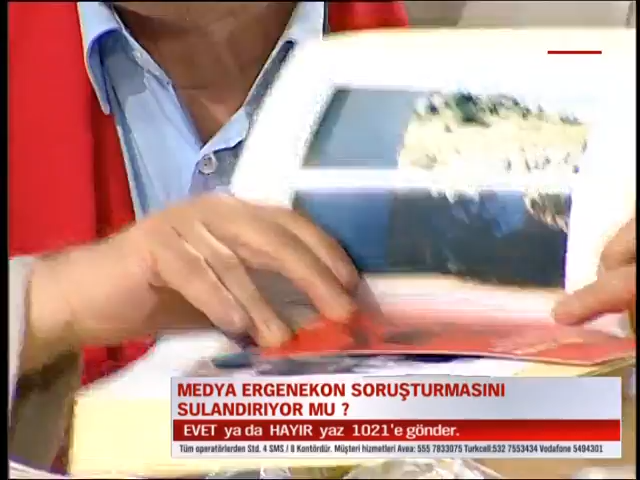 MEDYA ERGENEKON SORUŞTURMASINI
SULANDIRIYOR MU ?
EVET ya da HAYIR yaz 1021'e gönder.
Tüm operatörlerden Std. 4 SMS / 8 Kontördür. Müşteri hizmetleri Avea: 555 7833075 Turkcell:532 7553434 Vodafone 5494301